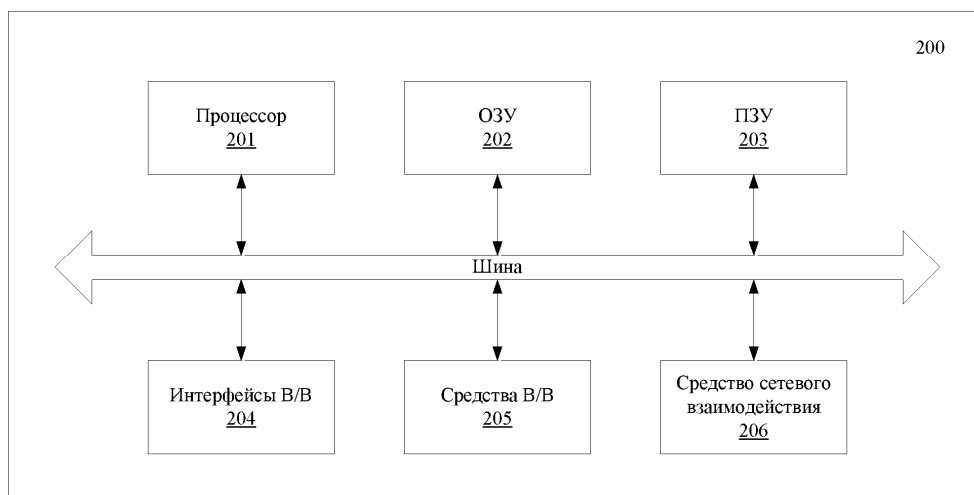 200
Процессор
201
ОЗУ
202
ПЗУ
203
Шина
Интерфейсы В/В
204
Средства В/В
205
Средство сетевого
взаимодействия
206